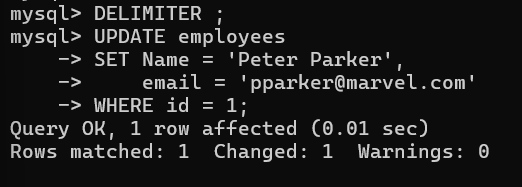 mysql> DELIMITER ;
mysql> UPDATE employees
    -> SET Name = 'Peter Parker',
    ->     email = 'pparker@marvel.com'
    -> WHERE id = 1;
Query OK, 1 row affected (0.01 sec)
Rows matched: 1  Changed: 1  Warnings: 0